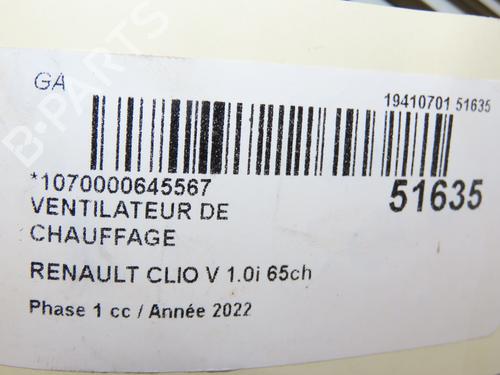 GA
19410701 51635
*1070000645567
51635
VENTILATEUR DE
CHAUFFAGE
RENAULT CLIO V 1.0i 65ch
Phase 1 cc / Année 2022
B-PARTS